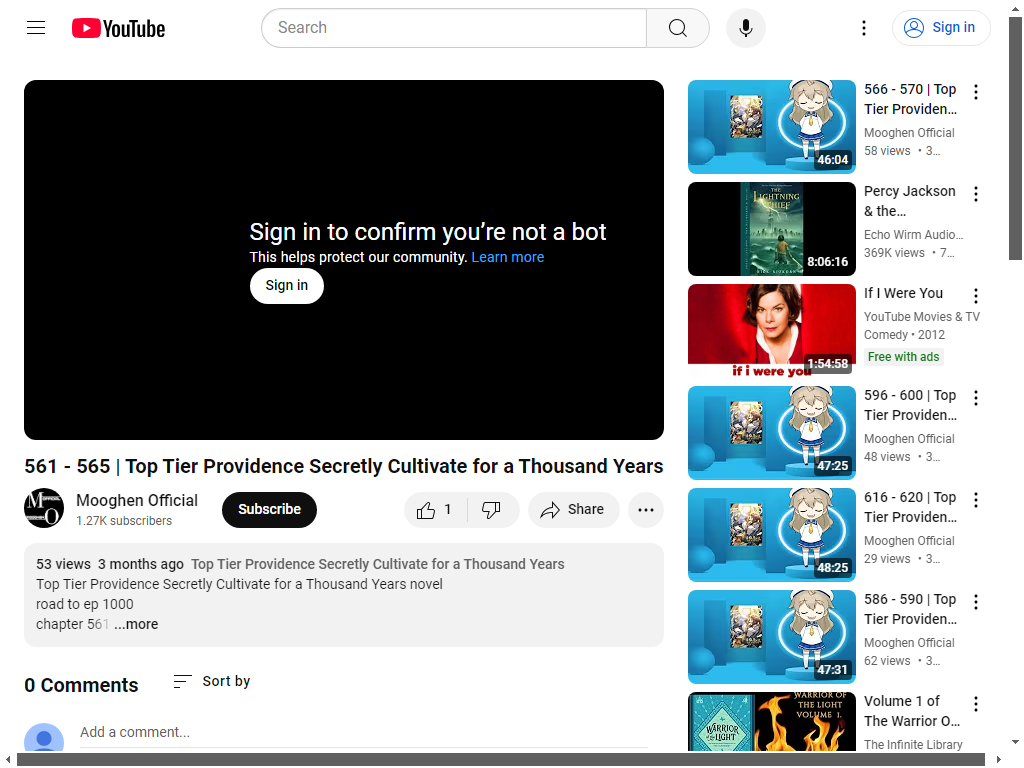 YouTube
Search
Sign in
Sign in to confirm you're not a bot
This helps protect our community. Learn more
Sign in
561 - 565 | Top Tier Providence Secretly Cultivate for a Thousand Years
Mooghen Official
1.27K subscribers
Subscribe
1
Share
53 views 3 months ago Top Tier Providence Secretly Cultivate for a Thousand Years
Top Tier Providence Secretly Cultivate for a Thousand Years novel
road to ep 1000
chapter 561 ...more
0 Comments
Sort by
Add a comment...
46:04
566 - 570 | Top
Tier Providen...
Mooghen Official
58 views • 3...
THE
LIGHTNING
THIEF
RICK RIORDAN
8:06:16
Percy Jackson
& the...
Echo Wirm Audio...
369K views • 7...
if i were you
1:54:58
If I Were You
YouTube Movies & TV
Comedy • 2012
Free with ads
47:25
596 - 600 | Top
Tier Providen...
Mooghen Official
48 views • 3...
48:25
616 - 620 | Top
Tier Providen...
Mooghen Official
29 views • 3...
47:31
586 - 590 | Top
Tier Providen...
Mooghen Official
62 views • 3...
WARRIOR OF
THE LIGHT
VOLUME 1.
WARRIOR
OF THE
LIGHT
Volume 1 of
The Warrior O...
The Infinite Library